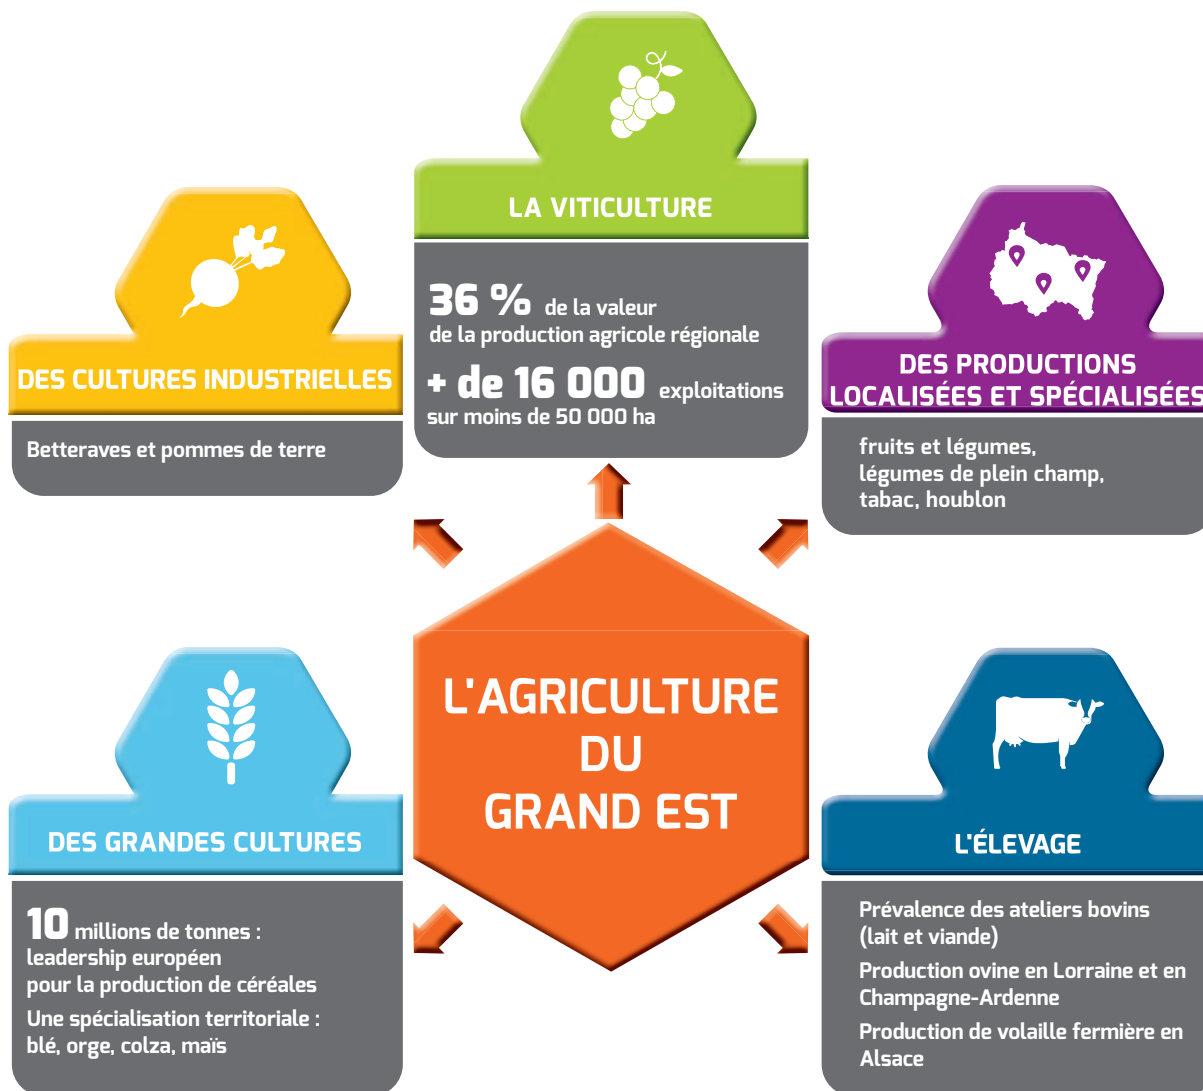 LA VITICULTURE
36 % de la valeur
de la production agricole régionale
+ de 16 000 exploitations
sur moins de 50 000 ha
DES CULTURES INDUSTRIELLES
Betteraves et pommes de terre
DES PRODUCTIONS
LOCALISÉES ET SPÉCIALISÉES
fruits et légumes,
légumes de plein champ,
tabac, houblon
L'AGRICULTURE
DU
GRAND EST
DES GRANDES CULTURES
10 millions de tonnes :
leadership européen
pour la production de céréales
Une spécialisation territoriale :
blé, orge, colza, maïs
L'ÉLEVAGE
Prévalence des ateliers bovins
(lait et viande)
Production ovine en Lorraine et en
Champagne-Ardenne
Production de volaille fermière en
Alsace